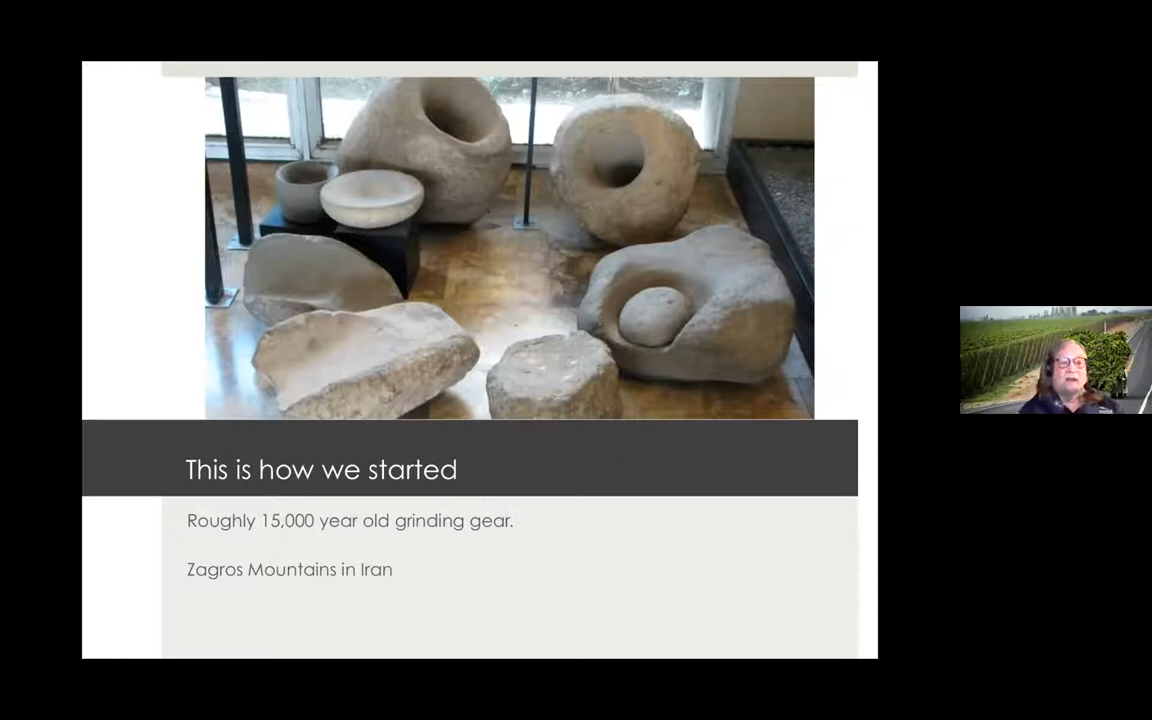 This is how we started
Roughly 15,000 year old grinding gear.
Zagros Mountains in Iran